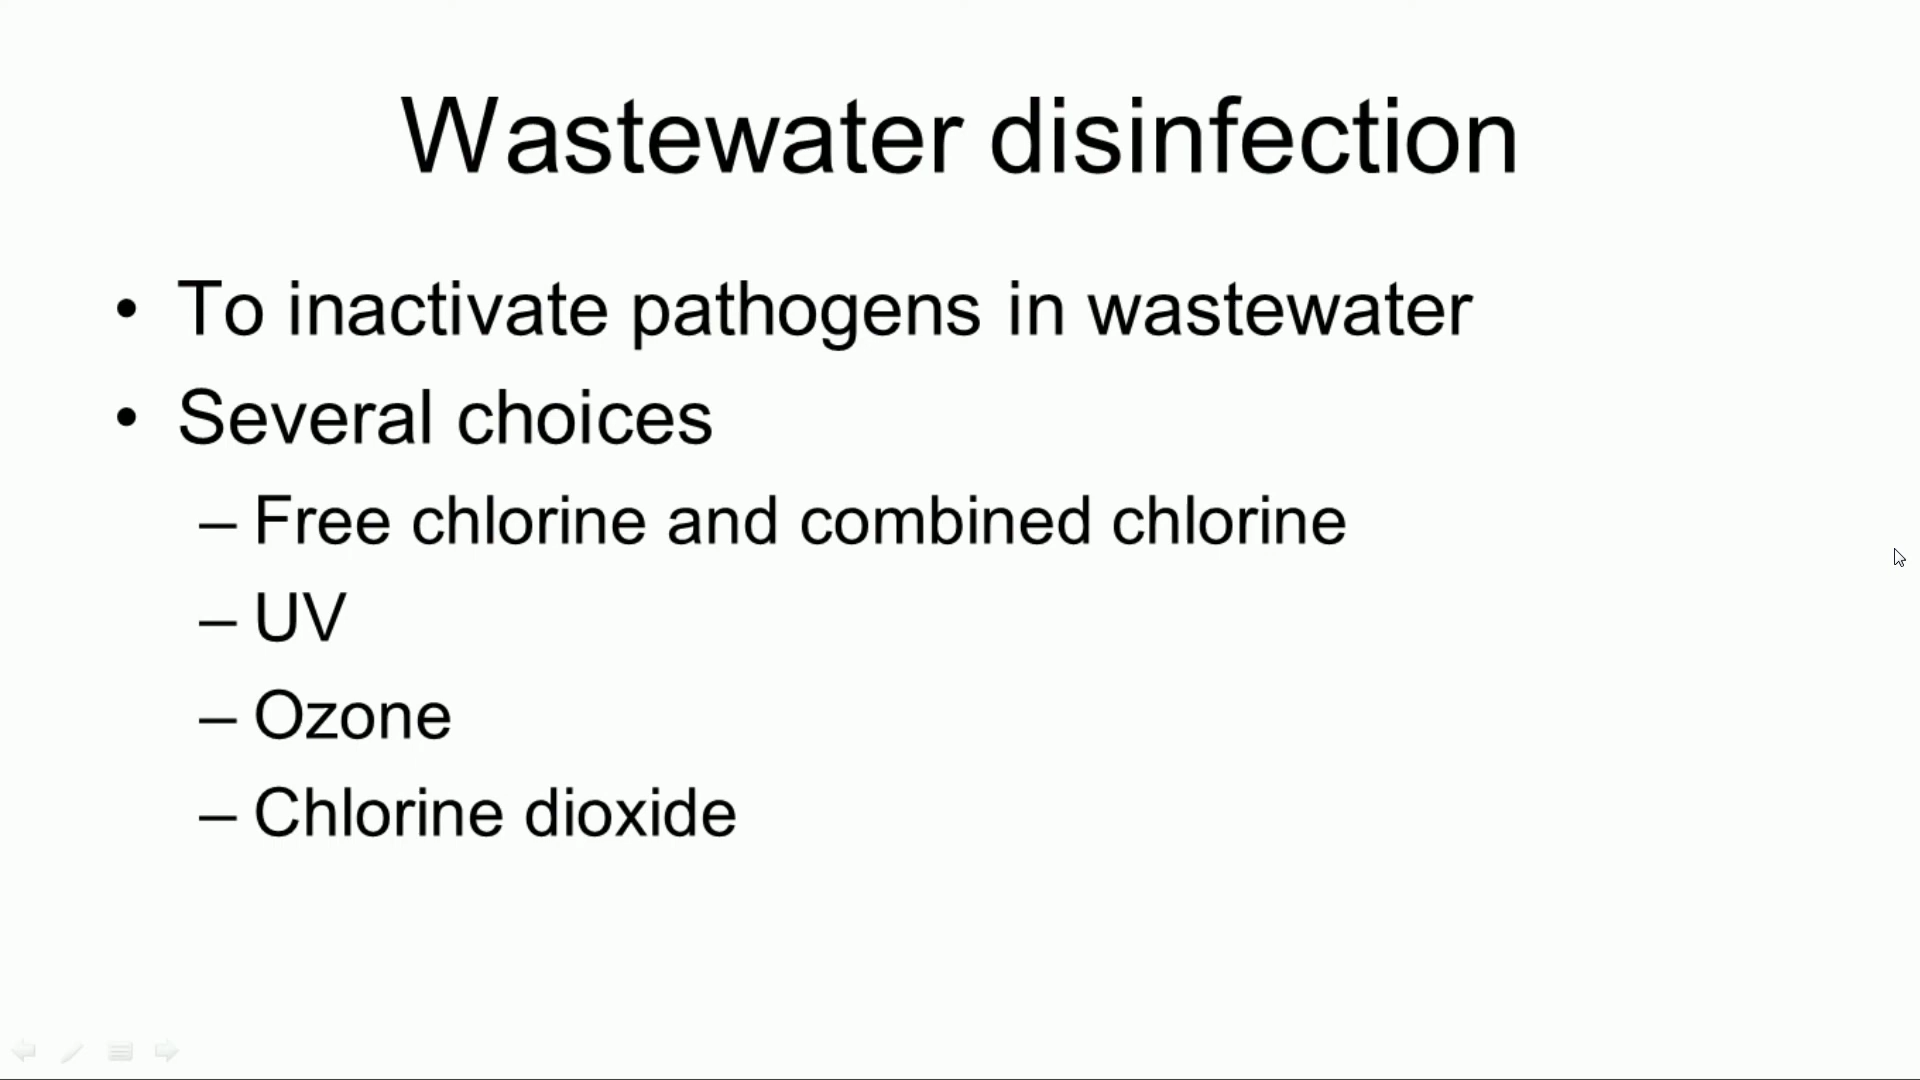 Wastewater disinfection
• To inactivate pathogens in wastewater
• Several choices
– Free chlorine and combined chlorine
– UV
– Ozone
– Chlorine dioxide